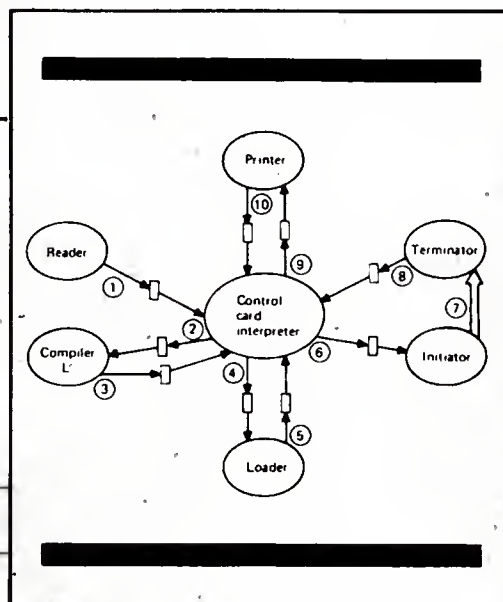 Printer
10
Reader
Terminator
1
9
8
Control
card
interpreter
7
2
6
Compiler
L'
Initiator
3
4
5
Loader